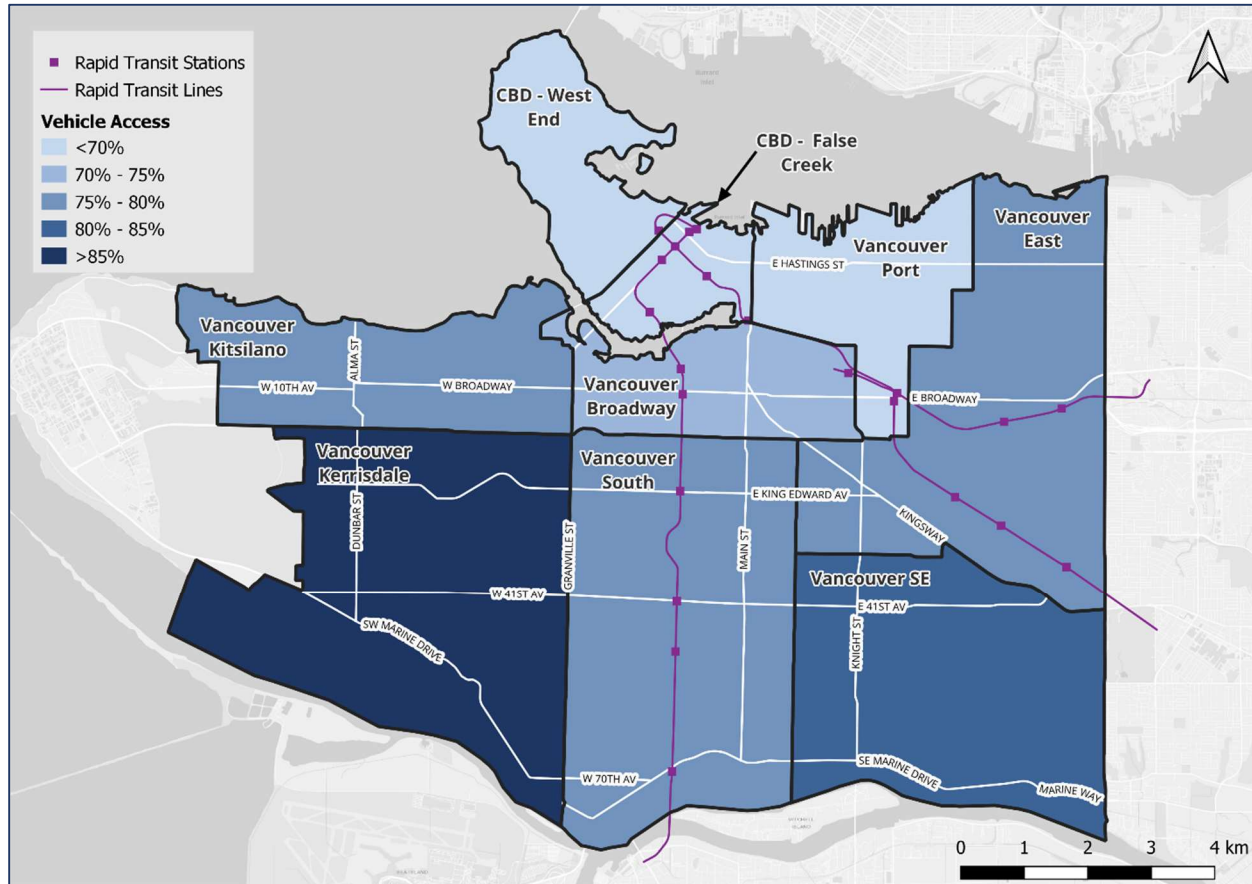 Rapid Transit Stations
Rapid Transit Lines
Vehicle Access
<70%
70% - 75%
75% - 80%
80% - 85%
>85%
CBD - West
End
CBD - False
Creek
Vancouver
East
Vancouver
Port
E HASTINGS ST
Vancouver
Kitsilano
ALMA ST
W 10TH AV
W BROADWAY
Vancouver
Broadway
E BROADWAY
Vancouver
Kerrisdale
Vancouver
South
DUNBAR ST
GRANVILLE ST
MAIN ST
E KING EDWARD AV
KINGSWAY
Vancouver SE
W 41ST AV
E 41ST AV
KNIGHT ST
SW MARINE DRIVE
W 70TH AV
SE MARINE DRIVE
MARINE WAY
0 1 2 3 4 km